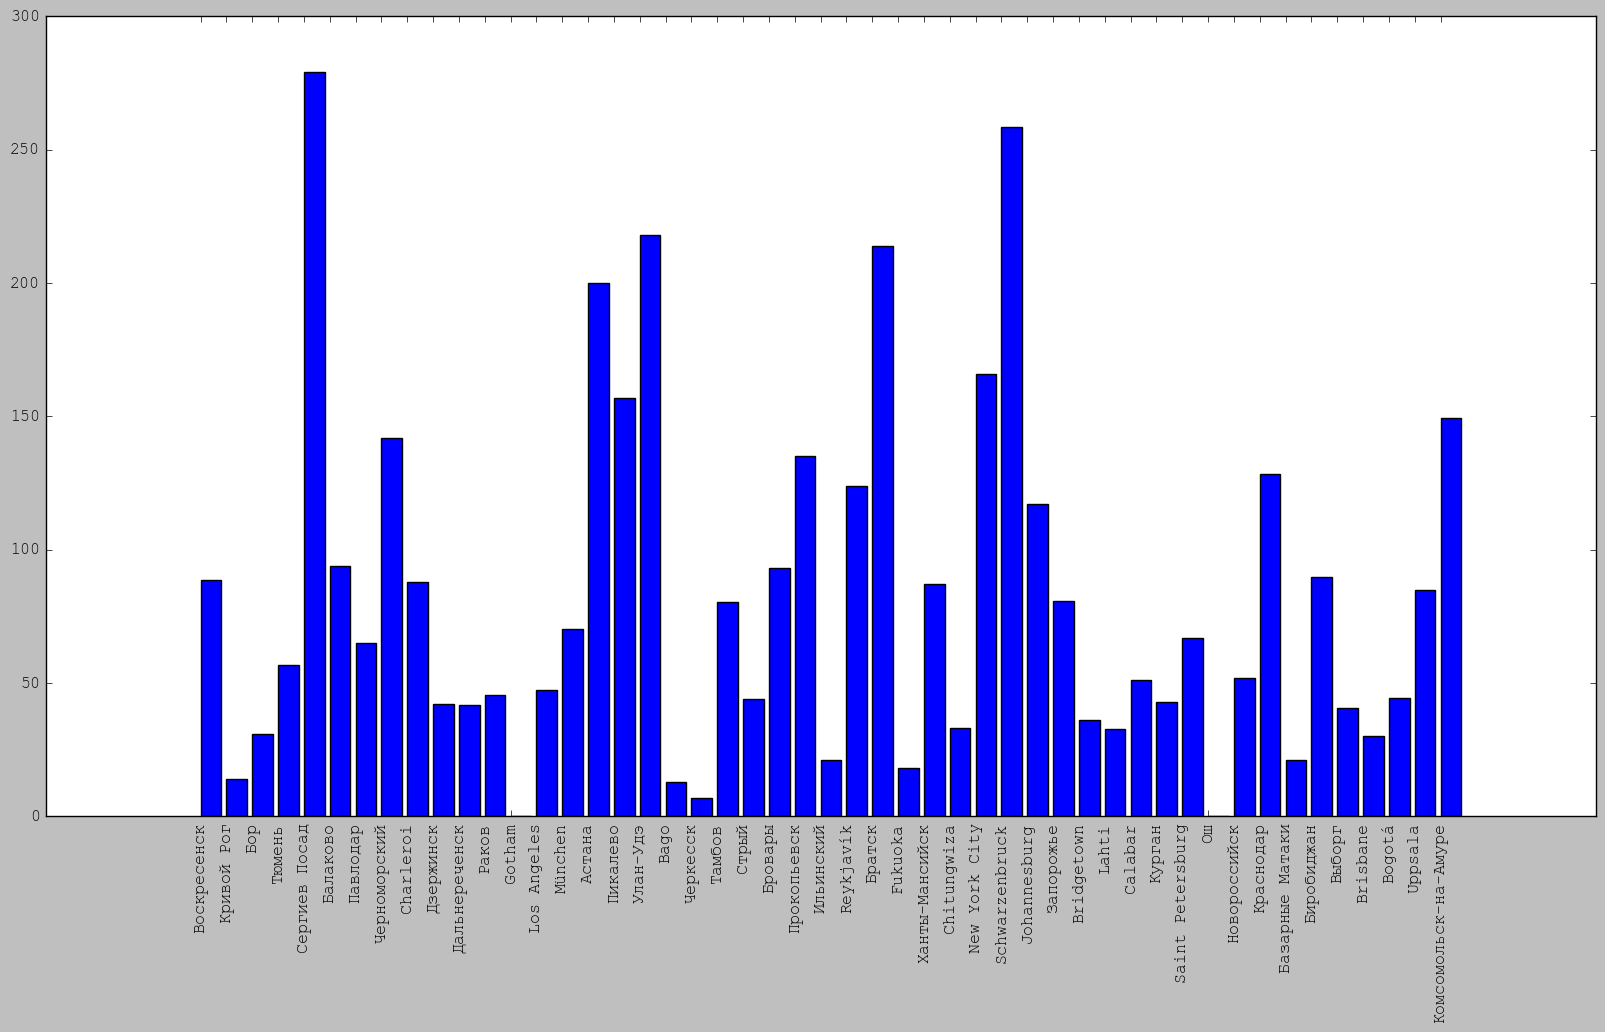 300
250
200
150
100
50
0
Воскресенск
Кривой Рог
Бор
Тюмень
Сергиев Посад
Балаково
Павлодар
Черноморский
Charleroi
Дзержинск
Дальнереченск
Раков
Gotham
Los Angeles
München
Астана
Пикалево
Улан-Удэ
Bago
Черкесск
Тамбов
Стрый
Бровары
Прокопьевск
Ильинский
Reykjavík
Братск
Fukuoka
Ханты-Мансийск
Chitungwiza
New York City
Schwarzenbruck
Johannesburg
Запорожье
Bridgetown
Lahti
Calabar
Курган
Saint Petersburg
Ош
Новороссийск
Краснодар
Базарные Матаки
Биробиджан
Выборг
Brisbane
Bogotá
Uppsala
Комсомольск-на-Амуре